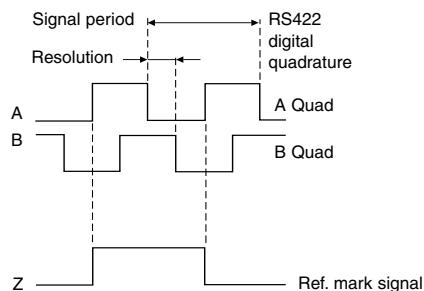 Signal period
RS422
digital
quadrature
Resolution
A
A Quad
B
B Quad
Z
Ref. mark signal